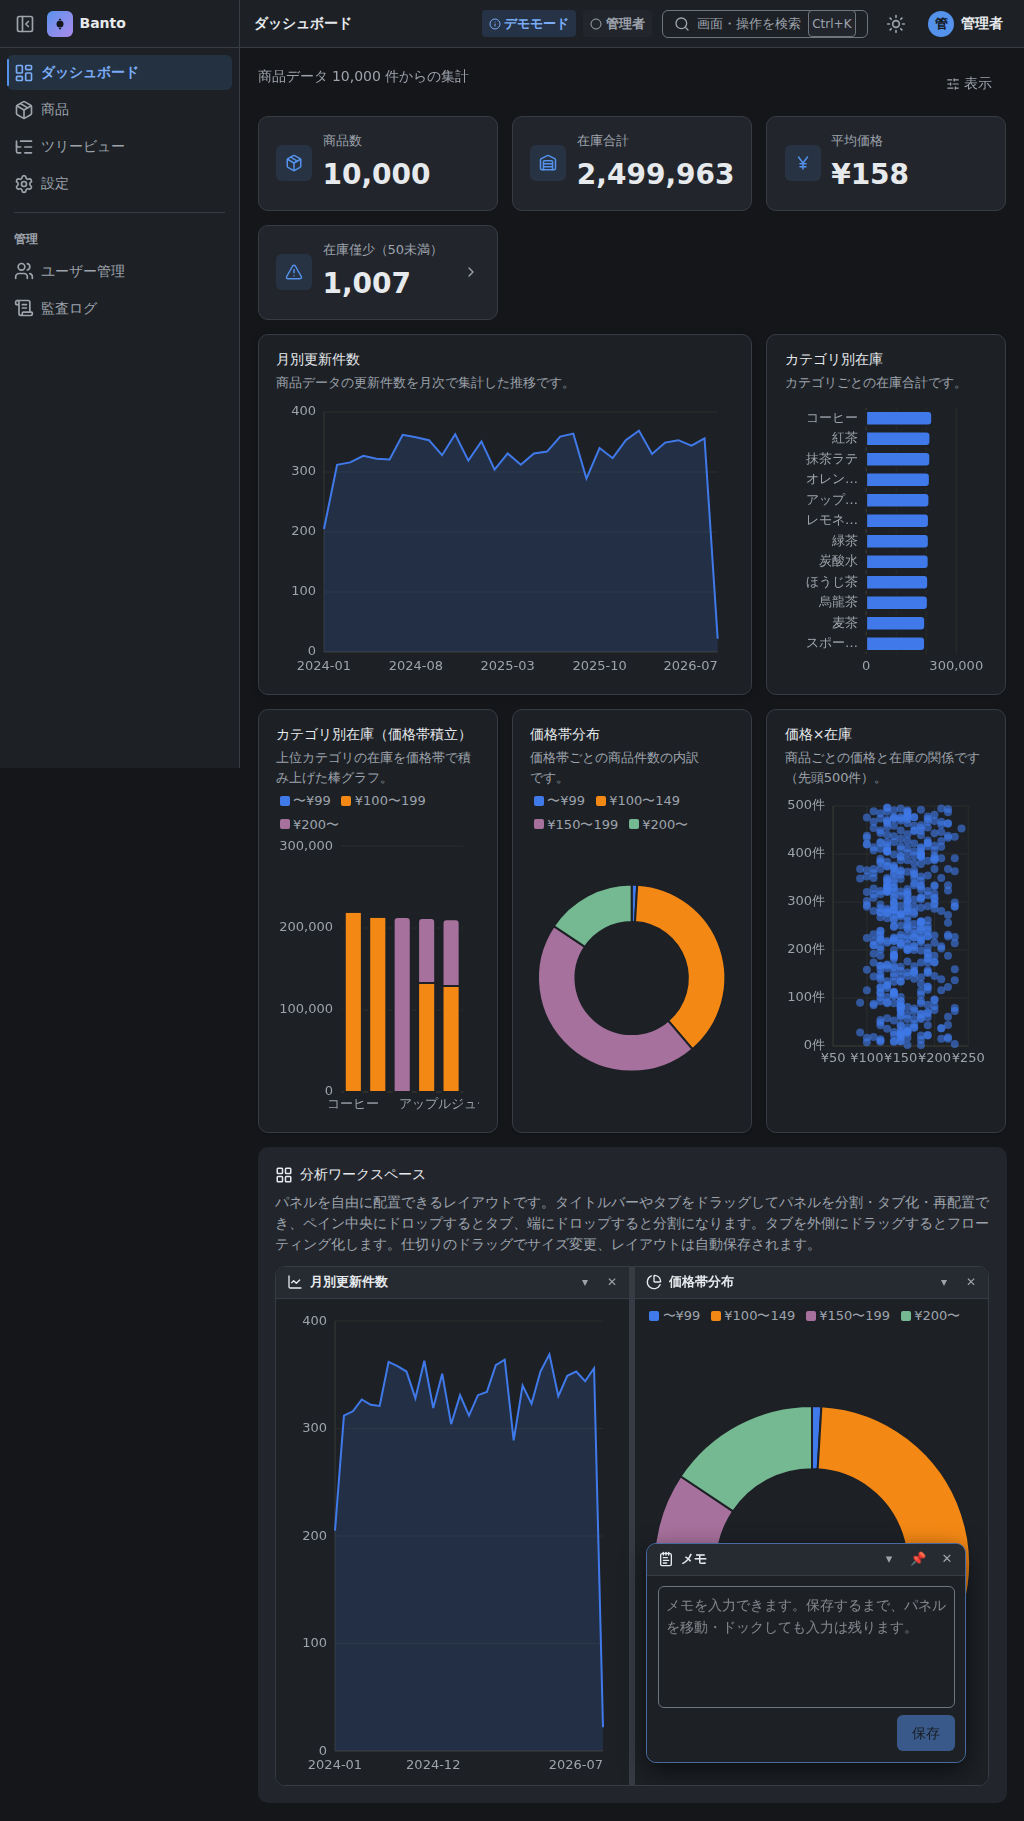 Banto
ダッシュボード
デモモード
管理者
画面・操作を検索
Ctrl+K
管
管理者
ダッシュボード
商品
ツリービュー
設定
管理
ユーザー管理
監査ログ
商品データ 10,000 件からの集計
表示
商品数
10,000
在庫合計
2,499,963
平均価格
¥158
在庫僅少（50未満）
1,007
月別更新件数
商品データの更新件数を月次で集計した推移です。
400
300
200
100
0
2024-01
2024-08
2025-03
2025-10
2026-07
カテゴリ別在庫
カテゴリごとの在庫合計です。
コーヒー
紅茶
抹茶ラテ
オレン…
アップ…
レモネ…
緑茶
炭酸水
ほうじ茶
烏龍茶
麦茶
スポー…
0
300,000
カテゴリ別在庫（価格帯積立）
上位カテゴリの在庫を価格帯で積
み上げた棒グラフ。
〜¥99
¥100〜199
¥200〜
300,000
200,000
100,000
0
コーヒー
アップルジュ
価格帯分布
価格帯ごとの商品件数の内訳
です。
〜¥99
¥100〜149
¥150〜199
¥200〜
価格×在庫
商品ごとの価格と在庫の関係です
（先頭500件）。
500件
400件
300件
200件
100件
0件
¥50
¥100
¥150
¥200
¥250
分析ワークスペース
パネルを自由に配置できるレイアウトです。タイトルバーやタブをドラッグしてパネルを分割・タブ化・再配置で
き、ペイン中央にドロップするとタブ、端にドロップすると分割になります。タブを外側にドラッグするとフロー
ティング化します。仕切りのドラッグでサイズ変更、レイアウトは自動保存されます。
月別更新件数
400
300
200
100
0
2024-01
2024-12
2026-07
価格帯分布
〜¥99
¥100〜149
¥150〜199
¥200〜
メモ
メモを入力できます。保存するまで、パネル
を移動・ドックしても入力は残ります。
保存